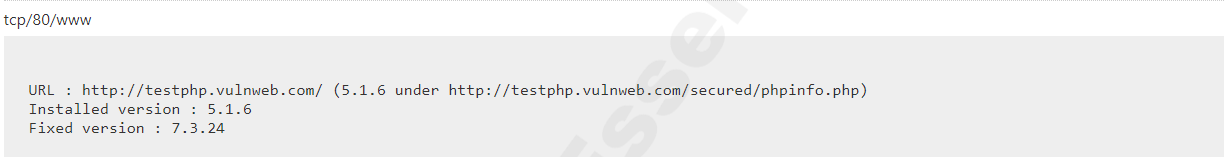 tcp/80/www
URL : http://testphp.vulnweb.com/ (5.1.6 under http://testphp.vulnweb.com/secured/phpinfo.php)
Installed version : 5.1.6
Fixed version : 7.3.24